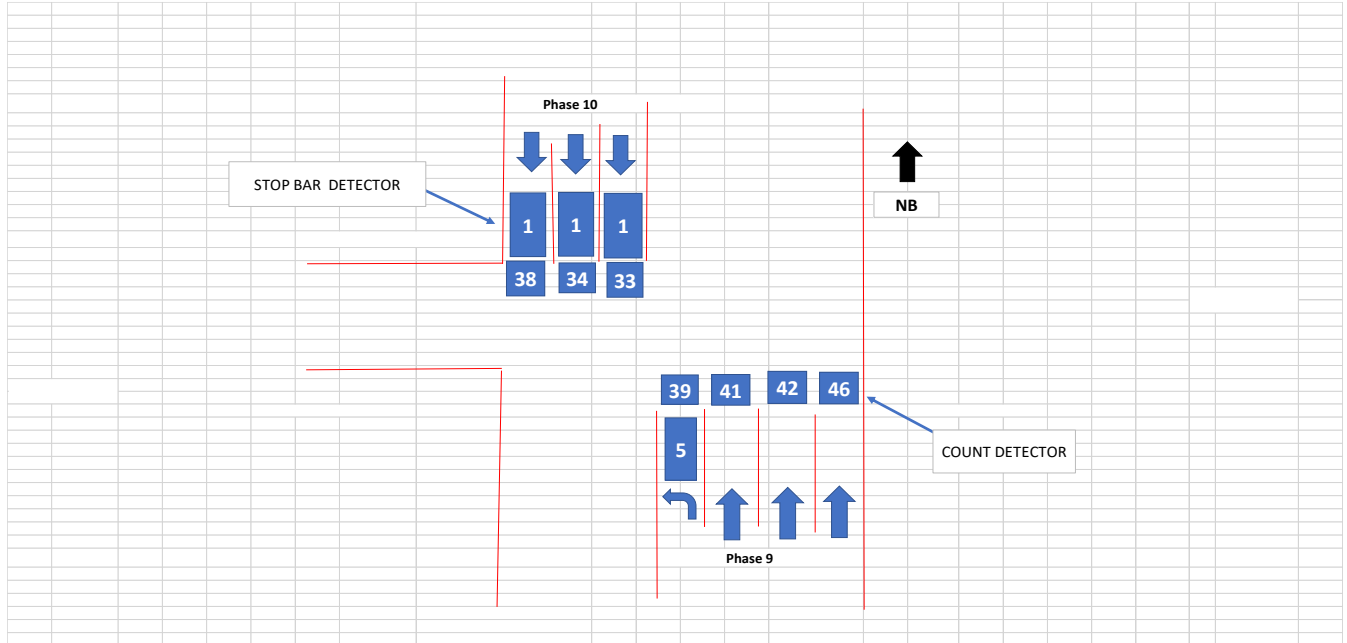 Phase 10
STOP BAR DETECTOR
1 1 1
NB
38 34 33
39 41 42 46
5
COUNT DETECTOR
Phase 9